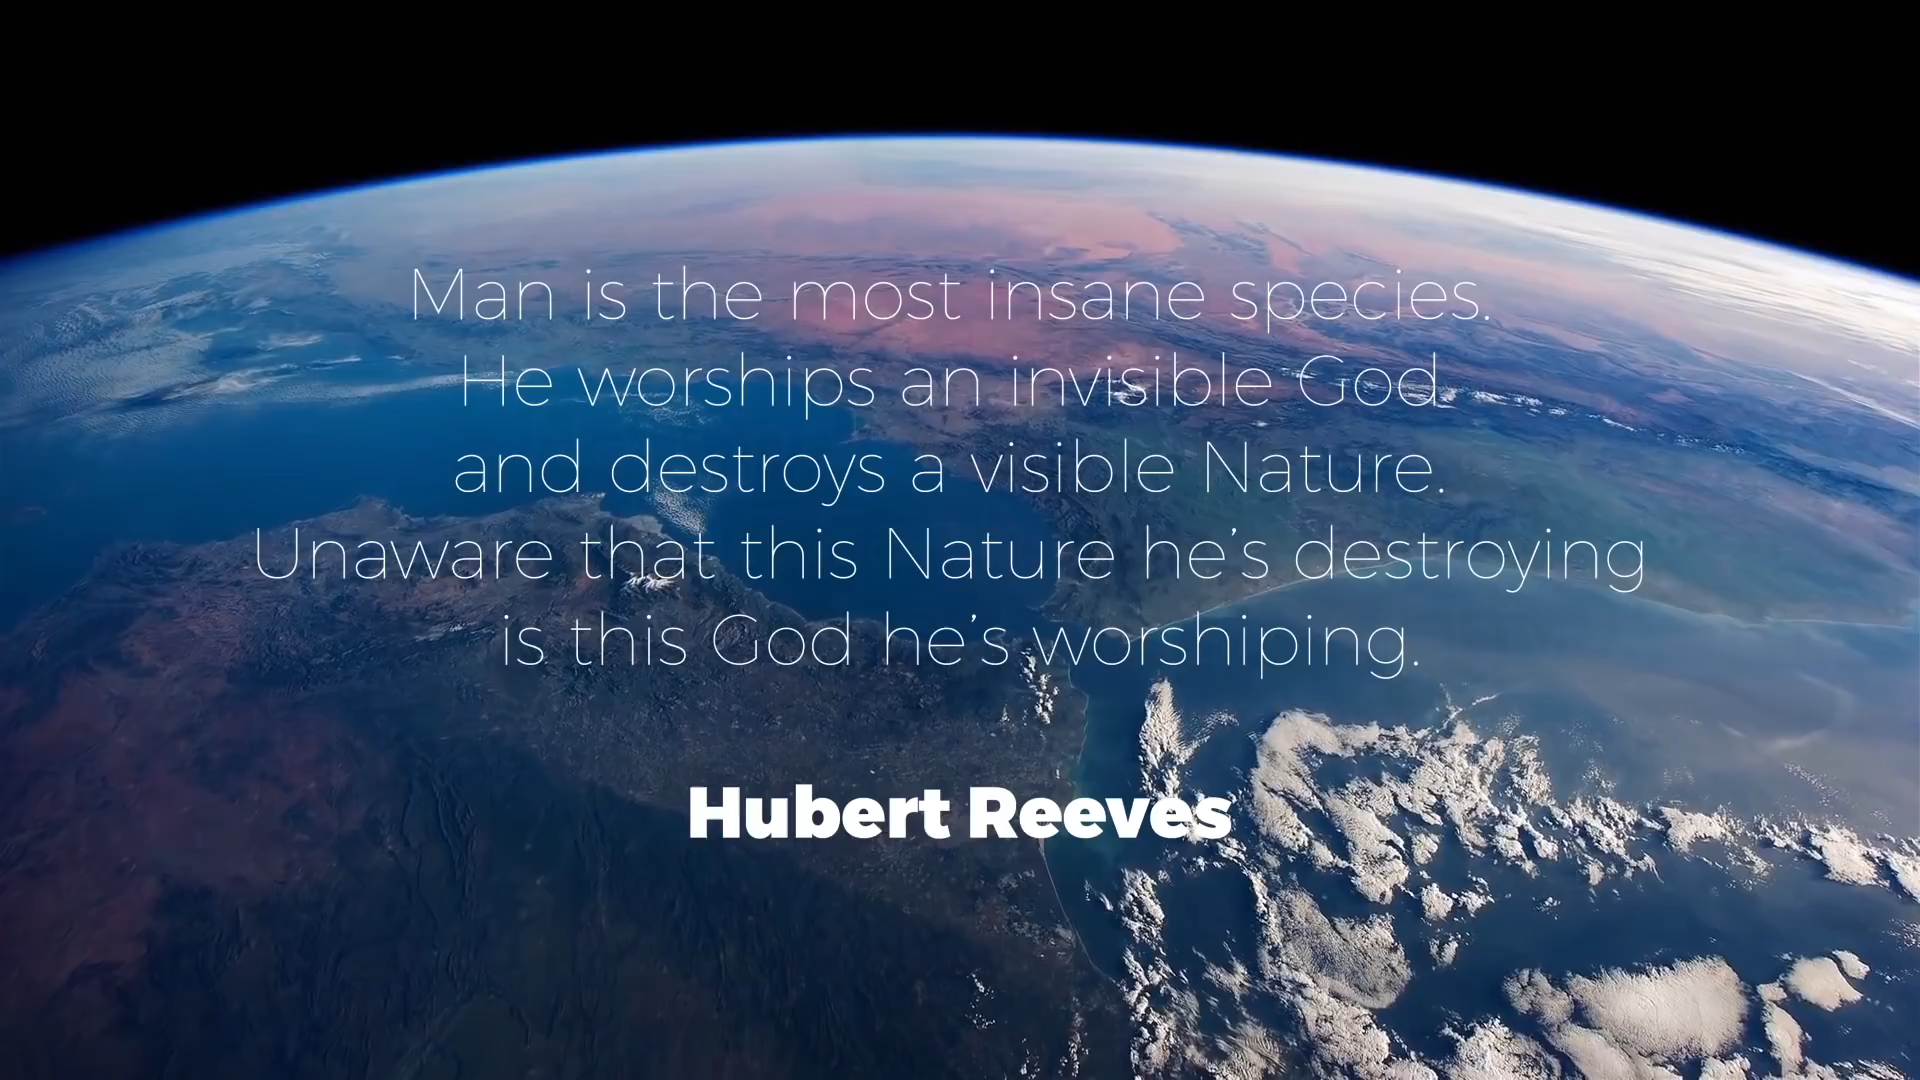 Man is the most insane species.
He worships an invisible God
and destroys a visible Nature.
Unaware that this Nature he’s destroying
is this God he’s worshiping.
Hubert Reeves